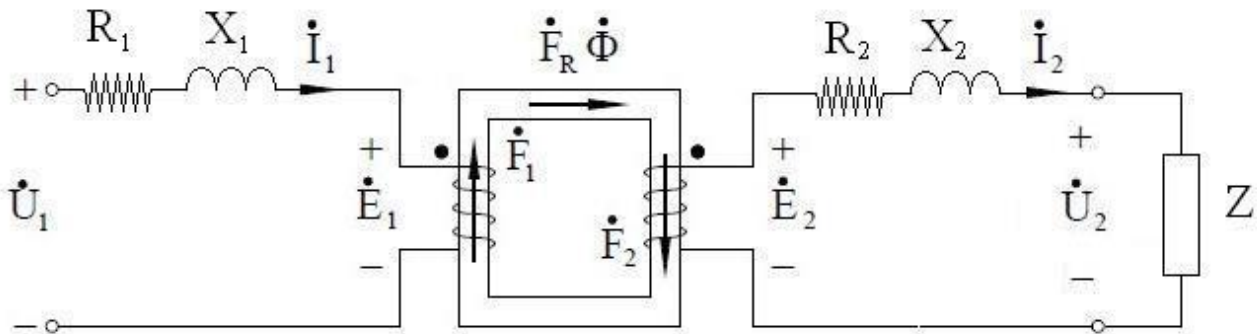 R₁ X₁ İ₁ Ḟ_R Φ̇ R₂ X₂ İ₂
+ + Ḟ₁ + +
U̇₁ Ė₁ Ḟ₂ Ė₂ U̇₂ Z
− − − −